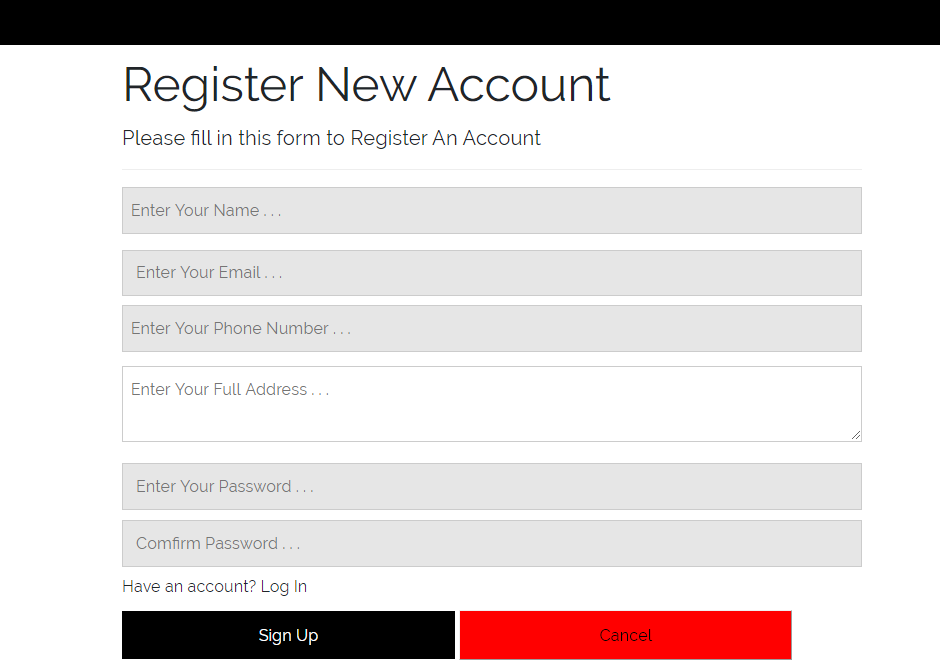 Register New Account
Please fill in this form to Register An Account
Enter Your Name . . .
Enter Your Email . . .
Enter Your Phone Number . . .
Enter Your Full Address . . .
Enter Your Password . . .
Comfirm Password . . .
Have an account? Log In
Sign Up Cancel